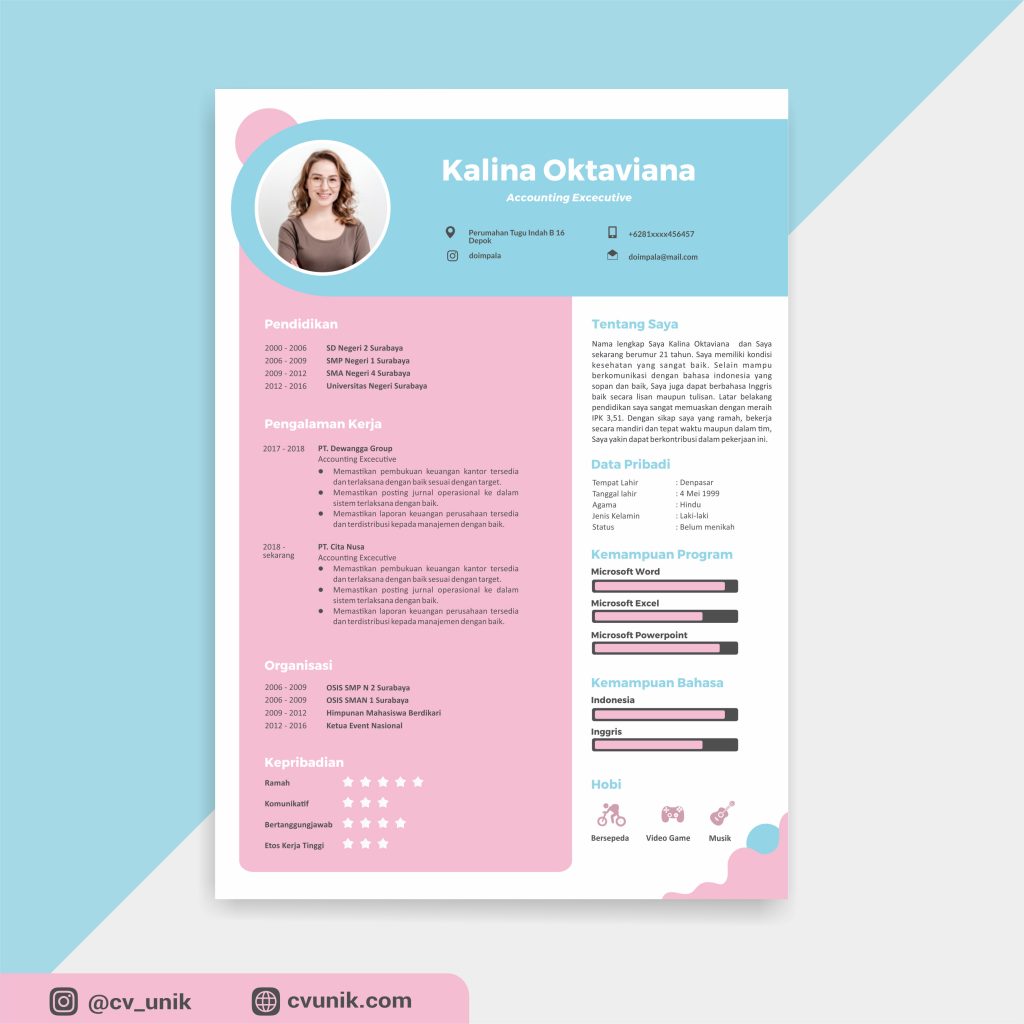 Kalina Oktaviana
Accounting Excecutive
Perumahan Tugu Indah B 16
Depok
+6281xxxx456457
doimpala
doimpala@mail.com
Pendidikan
2000 - 2006 SD Negeri 2 Surabaya
2006 - 2009 SMP Negeri 1 Surabaya
2009 - 2012 SMA Negeri 4 Surabaya
2012 - 2016 Universitas Negeri Surabaya
Pengalaman Kerja
2017 - 2018 PT. Dewangga Group
Accounting Excecutive
● Memastikan pembukuan keuangan kantor tersedia
dan terlaksana dengan baik sesuai dengan target.
● Memastikan posting jurnal operasional ke dalam
sistem terlaksana dengan baik.
● Memastikan laporan keuangan perusahaan tersedia
dan terdistribusi kepada manajemen dengan baik.
2018 - PT. Cita Nusa
sekarang
Accounting Excecutive
● Memastikan pembukuan keuangan kantor tersedia
dan terlaksana dengan baik sesuai dengan target.
● Memastikan posting jurnal operasional ke dalam
sistem terlaksana dengan baik.
● Memastikan laporan keuangan perusahaan tersedia
dan terdistribusi kepada manajemen dengan baik.
Organisasi
2006 - 2009 OSIS SMP N 2 Surabaya
2006 - 2009 OSIS SMAN 1 Surabaya
2009 - 2012 Himpunan Mahasiswa Berdikari
2012 - 2016 Ketua Event Nasional
Kepribadian
Ramah
Komunikatif
Bertanggungjawab
Etos Kerja Tinggi
Tentang Saya
Nama lengkap Saya Kalina Oktaviana dan Saya
sekarang berumur 21 tahun. Saya memiliki kondisi
kesehatan yang sangat baik. Selain mampu
berkomunikasi dengan bahasa indonesia yang
sopan dan baik, Saya juga dapat berbahasa Inggris
baik secara lisan maupun tulisan. Latar belakang
pendidikan saya sangat memuaskan dengan meraih
IPK 3,51. Dengan sikap saya yang ramah, bekerja
secara mandiri dan tepat waktu maupun dalam tim,
Saya yakin dapat berkontribusi dalam pekerjaan ini.
Data Pribadi
Tempat Lahir : Denpasar
Tanggal lahir : 4 Mei 1999
Agama : Hindu
Jenis Kelamin : Laki-laki
Status : Belum menikah
Kemampuan Program
Microsoft Word
Microsoft Excel
Microsoft Powerpoint
Kemampuan Bahasa
Indonesia
Inggris
Hobi
Bersepeda Video Game Musik
@cv_unik cvunik.com